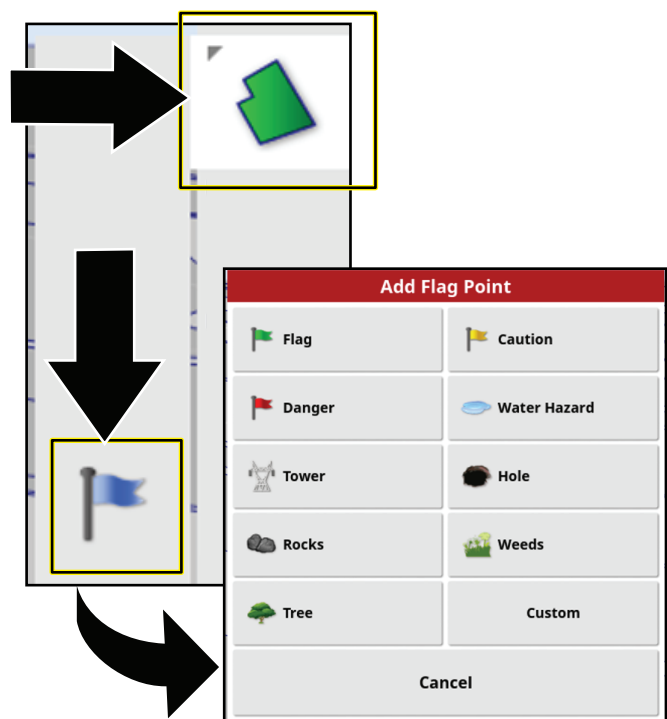 Add Flag Point
Flag
Caution
Danger
Water Hazard
Tower
Hole
Rocks
Weeds
Tree
Custom
Cancel